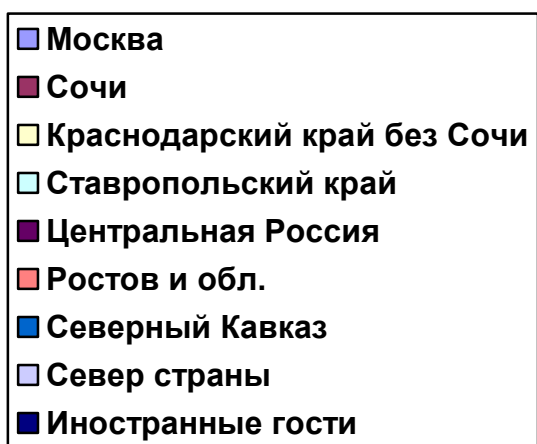 Москва
Сочи
Краснодарский край без Сочи
Ставропольский край
Центральная Россия
Ростов и обл.
Северный Кавказ
Север страны
Иностранные гости